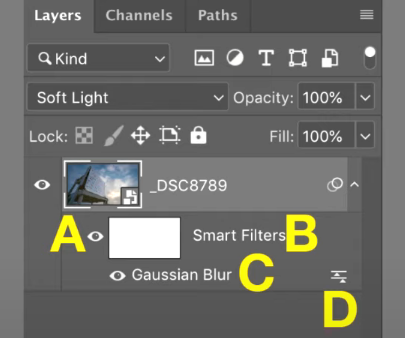 Layers Channels Paths
Kind T
Soft Light Opacity: 100%
Lock: Fill: 100%
_DSC8789
A Smart Filters B
Gaussian Blur C
D